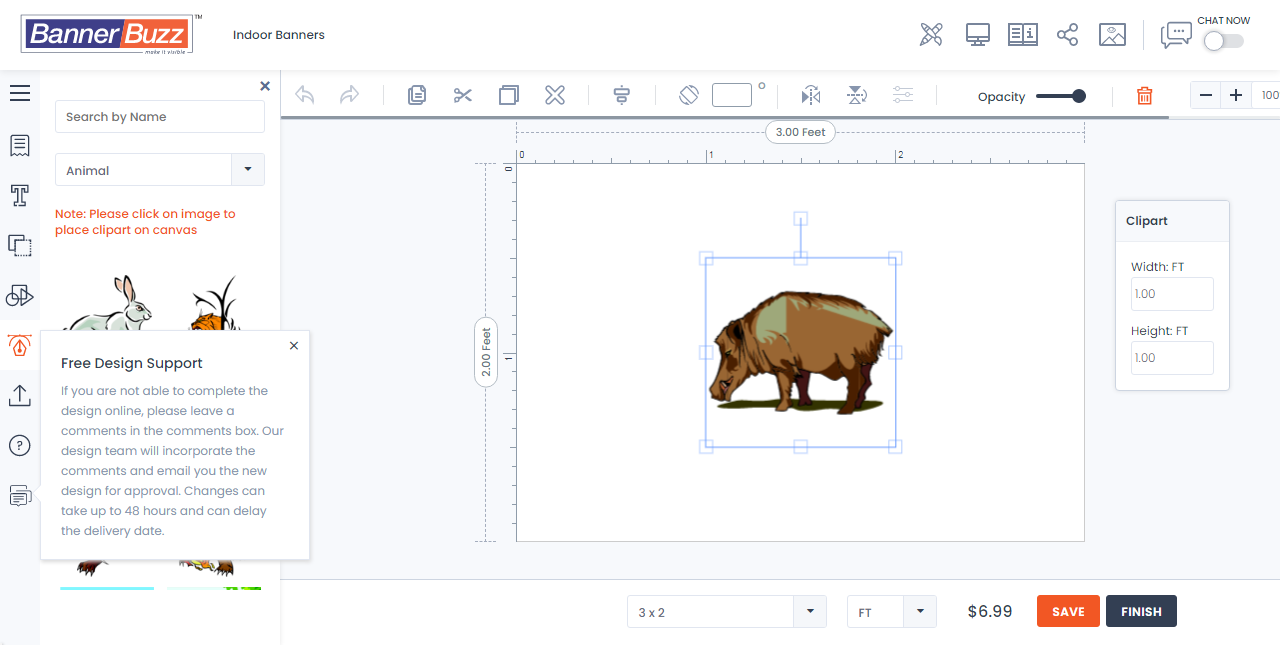 BannerBuzz™
make it visible
Indoor Banners
CHAT NOW
Search by Name
Animal
Note: Please click on image to
place clipart on canvas
Free Design Support
If you are not able to complete the
design online, please leave a
comments in the comments box. Our
design team will incorporate the
comments and email you the new
design for approval. Changes can
take up to 48 hours and can delay
the delivery date.
Opacity
100
3.00 Feet
0
1
2
0
1
2.00 Feet
Clipart
Width: FT
1.00
Height: FT
1.00
3 x 2
FT
$6.99
SAVE
FINISH